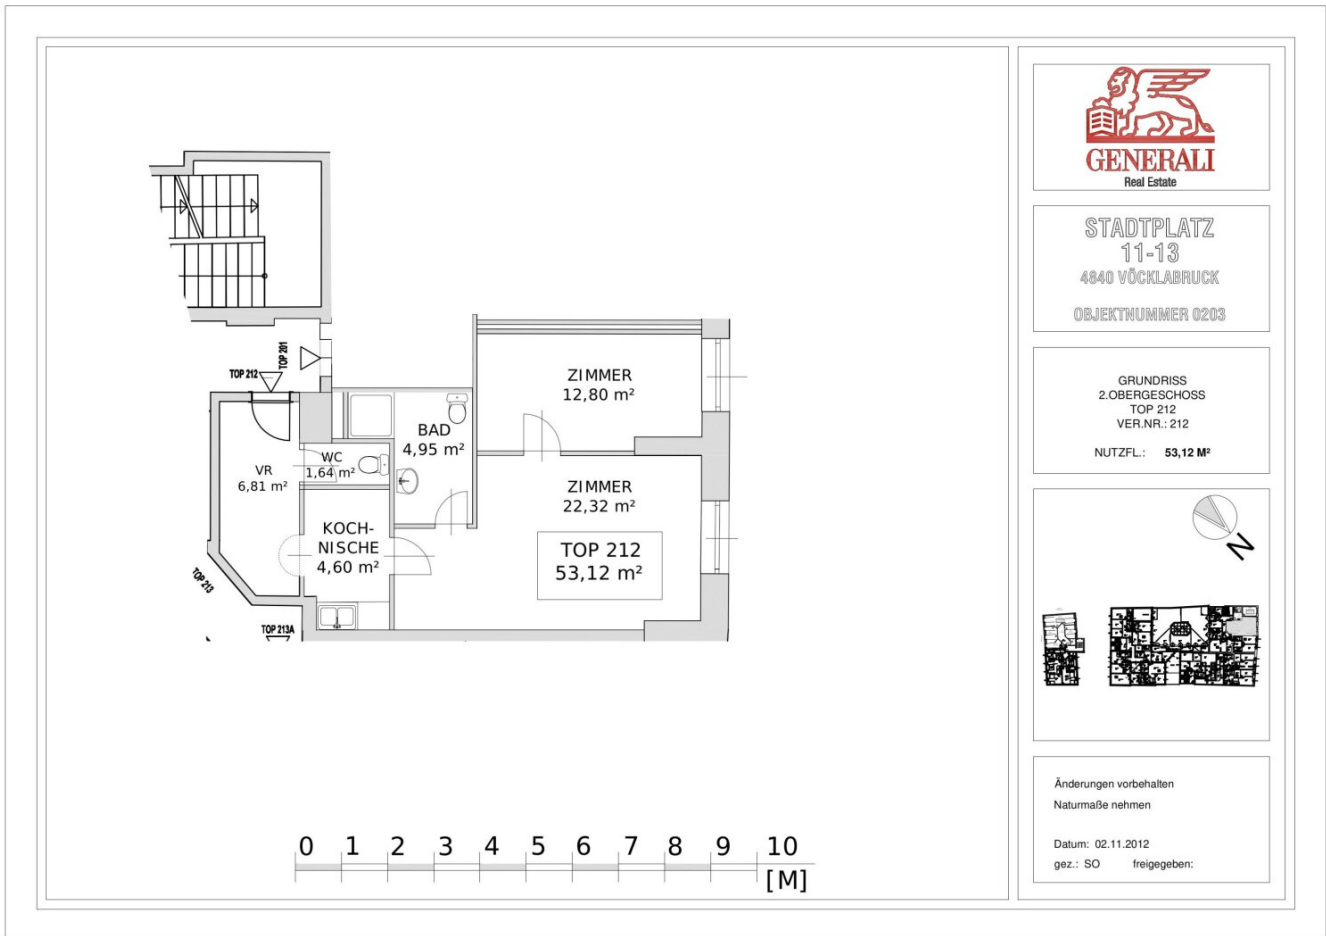 GENERALI
Real Estate
STADTPLATZ
11-13
4840 VÖCKLABRUCK
OBJEKTNUMMER 0203
GRUNDRISS
2.OBERGESCHOSS
TOP 212
VER.NR.: 212
NUTZFL.: 53,12 M²
N
Änderungen vorbehalten
Naturmaße nehmen
Datum: 02.11.2012
gez.: SO freigegeben:
TOP 201
TOP 212
ZIMMER
12,80 m²
BAD
4,95 m²
WC
1,64 m²
VR
6,81 m²
ZIMMER
22,32 m²
KOCH-
NISCHE
4,60 m²
TOP 212
53,12 m²
TOP 213
TOP 213A
0 1 2 3 4 5 6 7 8 9 10
[M]